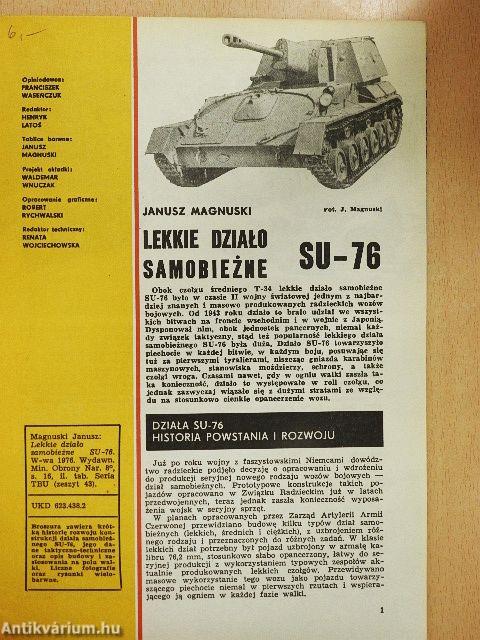 6,—
Opiniodawca:
FRANCISZEK
WASEŃCZUK
Redaktor:
HENRYK
LATOŚ
Tablice barwne:
JANUSZ
MAGNUSKI
Projekt okładki:
WALDEMAR
WNUCZAK
Opracowanie graficzne:
ROBERT
RYCHWALSKI
Redaktor techniczny:
RENATA
WOJCIECHOWSKA
Magnuski Janusz:
Lekkie działo
samobieżne SU-76.
W-wa 1976. Wydawn.
Min. Obrony Nar. 8°,
s. 16, il. tab. Seria
TBU (zeszyt 43).
UKD 623.438.2
Broszura zawiera krót-
ką historię rozwoju kon-
strukcji działa samobież-
nego SU-76, jego da-
ne taktyczno-techniczne
oraz opis budowy i za-
stosowania na polu wal-
ki. Liczne fotografie
oraz rysunki wielo-
barwne.
JANUSZ MAGNUSKI
Fot. J. Magnuski
LEKKIE DZIAŁO
SAMOBIEŻNE SU-76
Obok czołgu średniego T-34 lekkie działo samobieżne
SU-76 było w czasie II wojny światowej jednym z najbar-
dziej znanych i masowo produkowanych radzieckich wozów
bojowych. Od 1943 roku działo to brało udział we wszyst-
kich bitwach na froncie wschodnim i w wojnie z Japonią.
Dysponował nim, obok jednostek pancernych, niemal każ-
dy związek taktyczny, stąd też popularność lekkiego działa
samobieżnego SU-76 była duża. Działo SU-76 towarzyszyło
piechocie w każdej bitwie, w każdym boju, posuwając się
tuż za pierwszymi tyralierami, niszcząc gniazda karabinów
maszynowych, stanowiska moździerzy, schrony, a także
czołgi wroga. Czasami nawet, gdy w ogniu walki zaszła ta-
ka konieczność, działo to występowało w roli czołgu, co
jednak zazwyczaj wiązało się z dużymi stratami ze wzglę-
du na stosunkowo cienkie opancerzenie wozu.
DZIAŁA SU-76
HISTORIA POWSTANIA I ROZWOJU
Już po roku wojny z faszystowskimi Niemcami dowódz-
two radzieckie podjęło decyzję o opracowaniu i wdrożeniu
do produkcji seryjnej nowego rodzaju wozów bojowych —
dział samobieżnych. Prototypowe konstrukcje takich po-
jazdów opracowano w Związku Radzieckim już w latach
przedwojennych, teraz jednak zaszła konieczność wyposa-
żenia wojsk w seryjny sprzęt.
W planach opracowanych przez Zarząd Artylerii Armii
Czerwonej przewidziano budowę kilku typów dział samo-
bieżnych (lekkich, średnich i ciężkich), z uzbrojeniem róż-
nego rodzaju i przeznaczonych do różnych zadań. W klasie
lekkich dział potrzebny był pojazd uzbrojony w armatę ka-
libru 76,2 mm, stosunkowo słabo opancerzony, łatwy do se-
ryjnej produkcji z wykorzystaniem typowych zespołów ak-
tualnie produkowanych lekkich czołgów. Przewidywano
masowe wykorzystanie tego wozu jako pojazdu towarzy-
szącego piechocie niemal w pierwszych rzutach i wspiera-
jącego ją ogniem w każdej fazie walki.
1
Antikvárium.hu